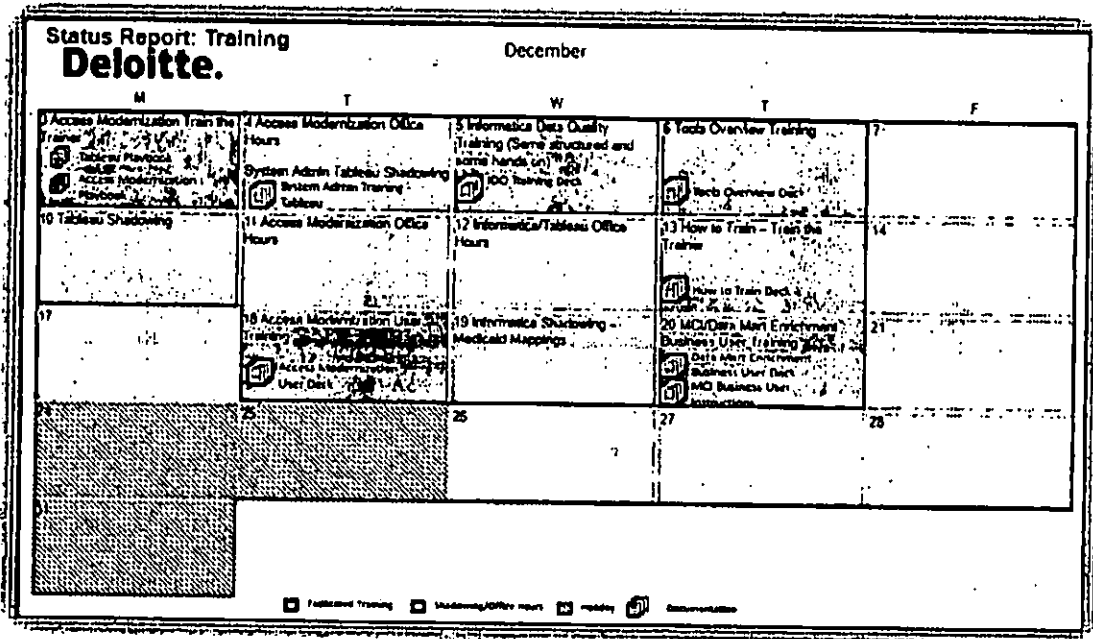 Status Report: Training
Deloitte.
December
M
T
W
T
F
3 Access Modernization Train the
Trainer
Tableau Playbook
Access Modernization
Playbook
4 Access Modernization Office
Hours
System Admin Tableau Shadowing
System Admin Training
Tableau
5 Informatica Data Quality
Training (Some structured and
some hands on)
IDQ Training Deck
6 Tools Overview Training
Tools Overview Deck
7
10 Tableau Shadowing
11 Access Modernization Office
Hours
12 Informatica/Tableau Office
Hours
13 How to Train – Train the
Trainer
How to Train Deck
14
17
18 Access Modernization User
Training
Access Modernization
User Deck
19 Informatica Shadowing –
Medicaid Mappings
20 MCI/Data Mart Enrichment
Business User Training
Data Mart Enrichment
Business User Deck
MCI Business User
Instructions
21
24
25
26
27
28
31
Facilitated Training
Shadowing/Office Hours
Holiday
Documentation